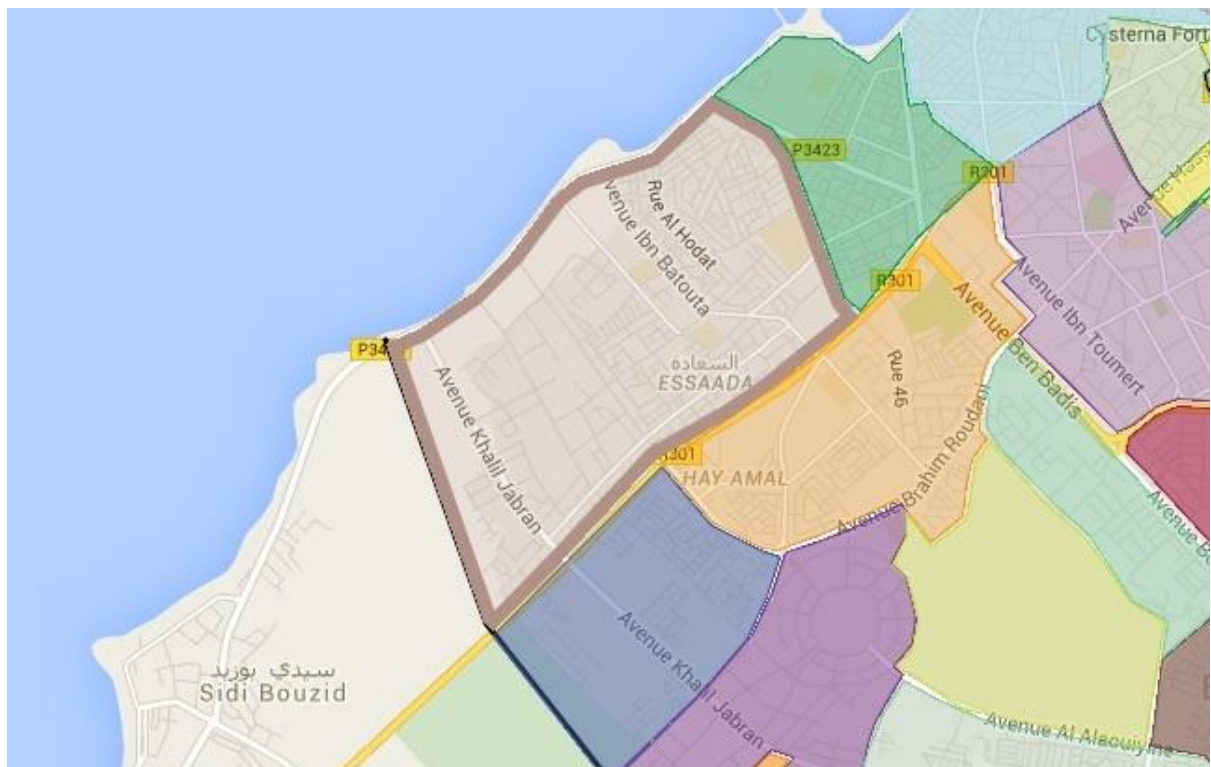 Cysterna Fort
P3423
R301
Rue Al Hodat
venue Ibn Batouta
R301
Avenue Ibn Toumert
Avenue Ben Badis
P34
السعادة
ESSAADA
Rue 46
Avenue Khalil Jabran
R301
HAY AMAL
Avenue Brahim Roudani
Avenue Khalil Jabran
سيدي بوزيد
Sidi Bouzid
Avenue Al Alaouiyine